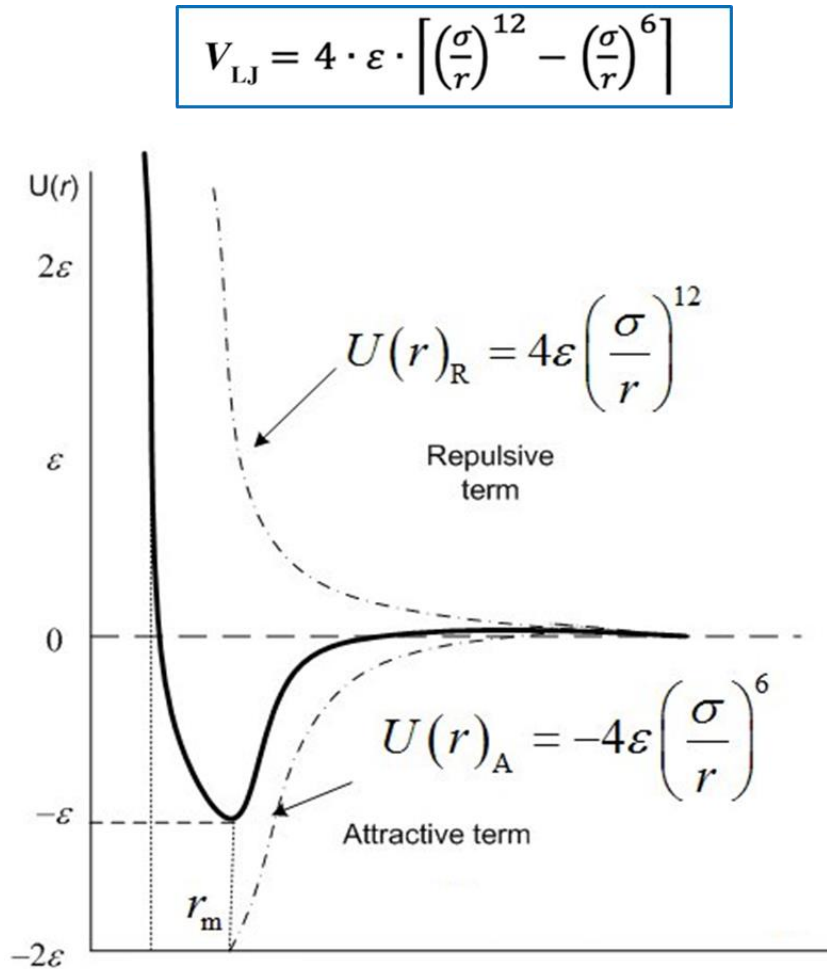 V_LJ = 4 · ε · [(σ/r)^12 − (σ/r)^6]
U(r)
2ε
U(r)_R = 4ε(σ/r)^12
ε
Repulsive
term
0
U(r)_A = −4ε(σ/r)^6
−ε
Attractive term
r_m
−2ε